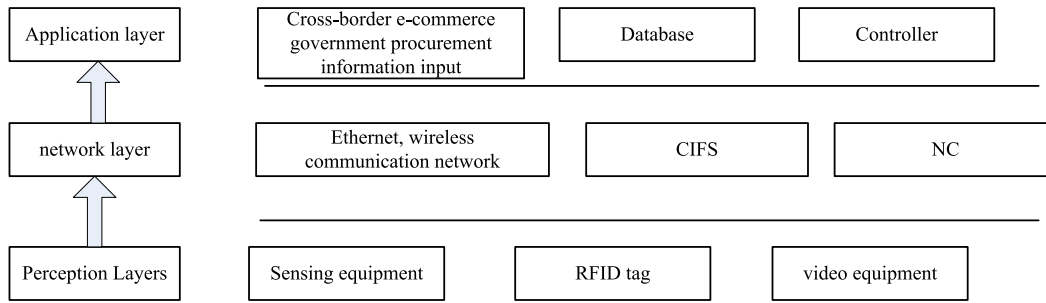 Application layer
Cross-border e-commerce
government procurement
information input
Database
Controller
network layer
Ethernet, wireless
communication network
CIFS
NC
Perception Layers
Sensing equipment
RFID tag
video equipment